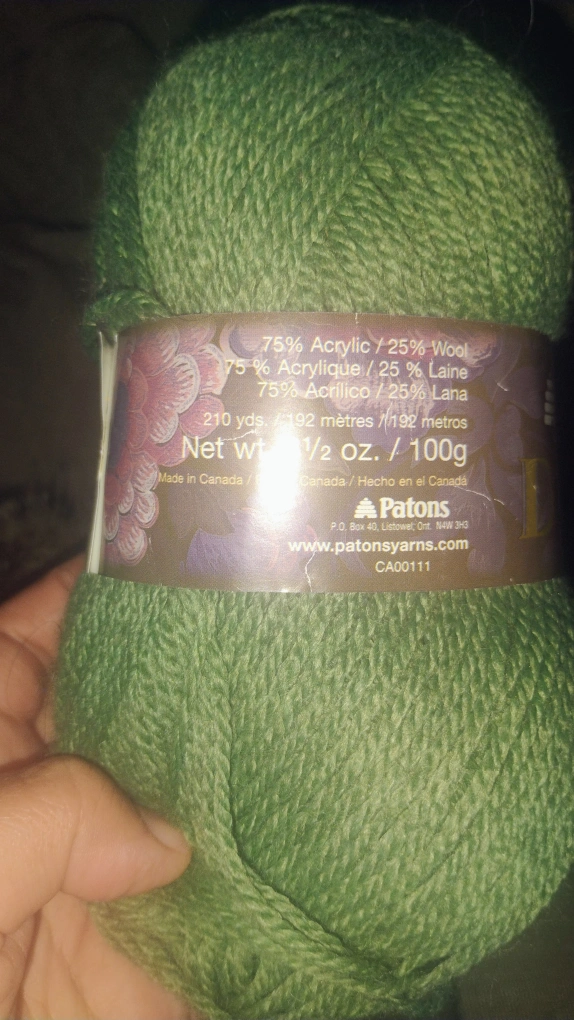 75% Acrylic / 25% Wool
75 % Acrylique / 25 % Laine
75% Acrílico / 25% Lana
210 yds. / 192 mètres / 192 metros
Net wt ½ oz. / 100g
Made in Canada / Canada / Hecho en el Canadá
Patons
P.O. Box 40, Listowel, Ont. N4W 3H3
www.patonsyarns.com
CA00111
D